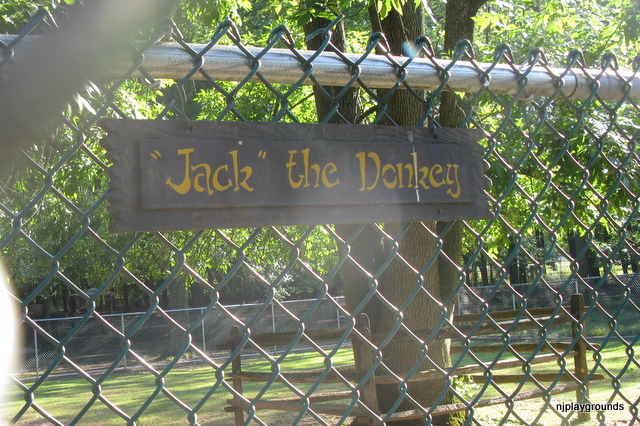 "Jack" the Donkey
njplaygrounds